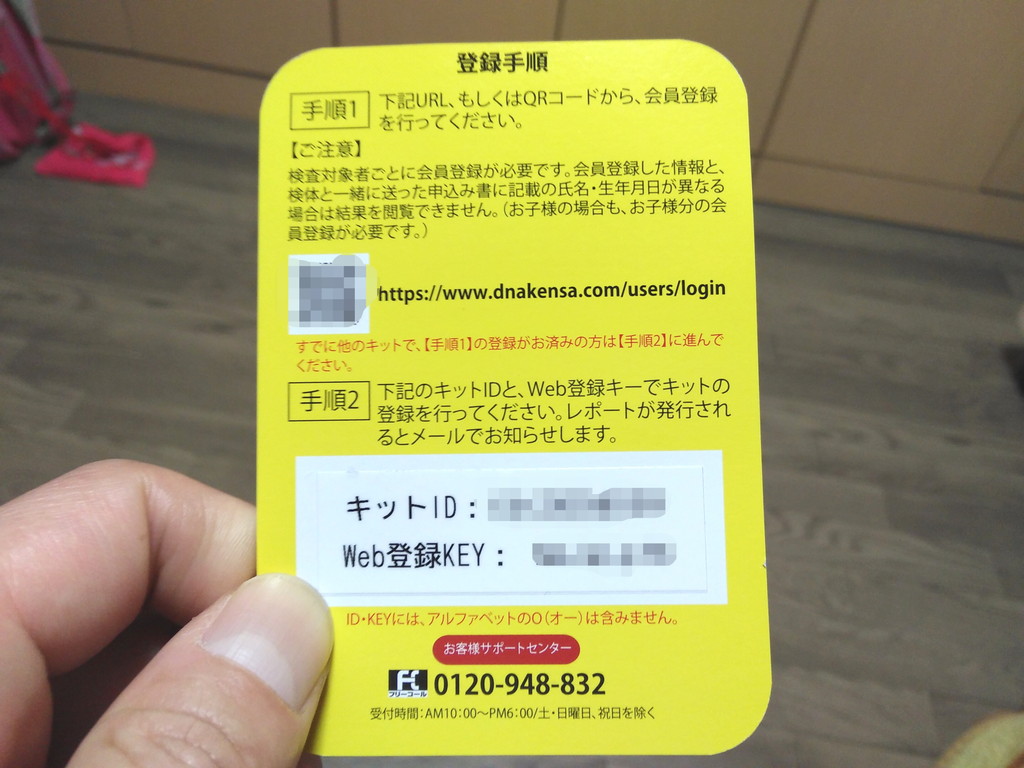 登録手順
手順1
下記URL、もしくはQRコードから、会員登録
を行ってください。
【ご注意】
検査対象者ごとに会員登録が必要です。会員登録した情報と、
検体と一緒に送った申込み書に記載の氏名・生年月日が異なる
場合は結果を閲覧できません。（お子様の場合も、お子様分の会
員登録が必要です。）
https://www.dnakensa.com/users/login
すでに他のキットで、【手順1】の登録がお済みの方は【手順2】に進んで
ください。
手順2
下記のキットIDと、Web登録キーでキットの
登録を行ってください。レポートが発行され
るとメールでお知らせします。
キットID：
Web登録KEY：
ID・KEYには、アルファベットのO（オー）は含みません。
お客様サポートセンター
フリーコール
0120-948-832
受付時間：AM10：00〜PM6：00/土・日曜日、祝日を除く